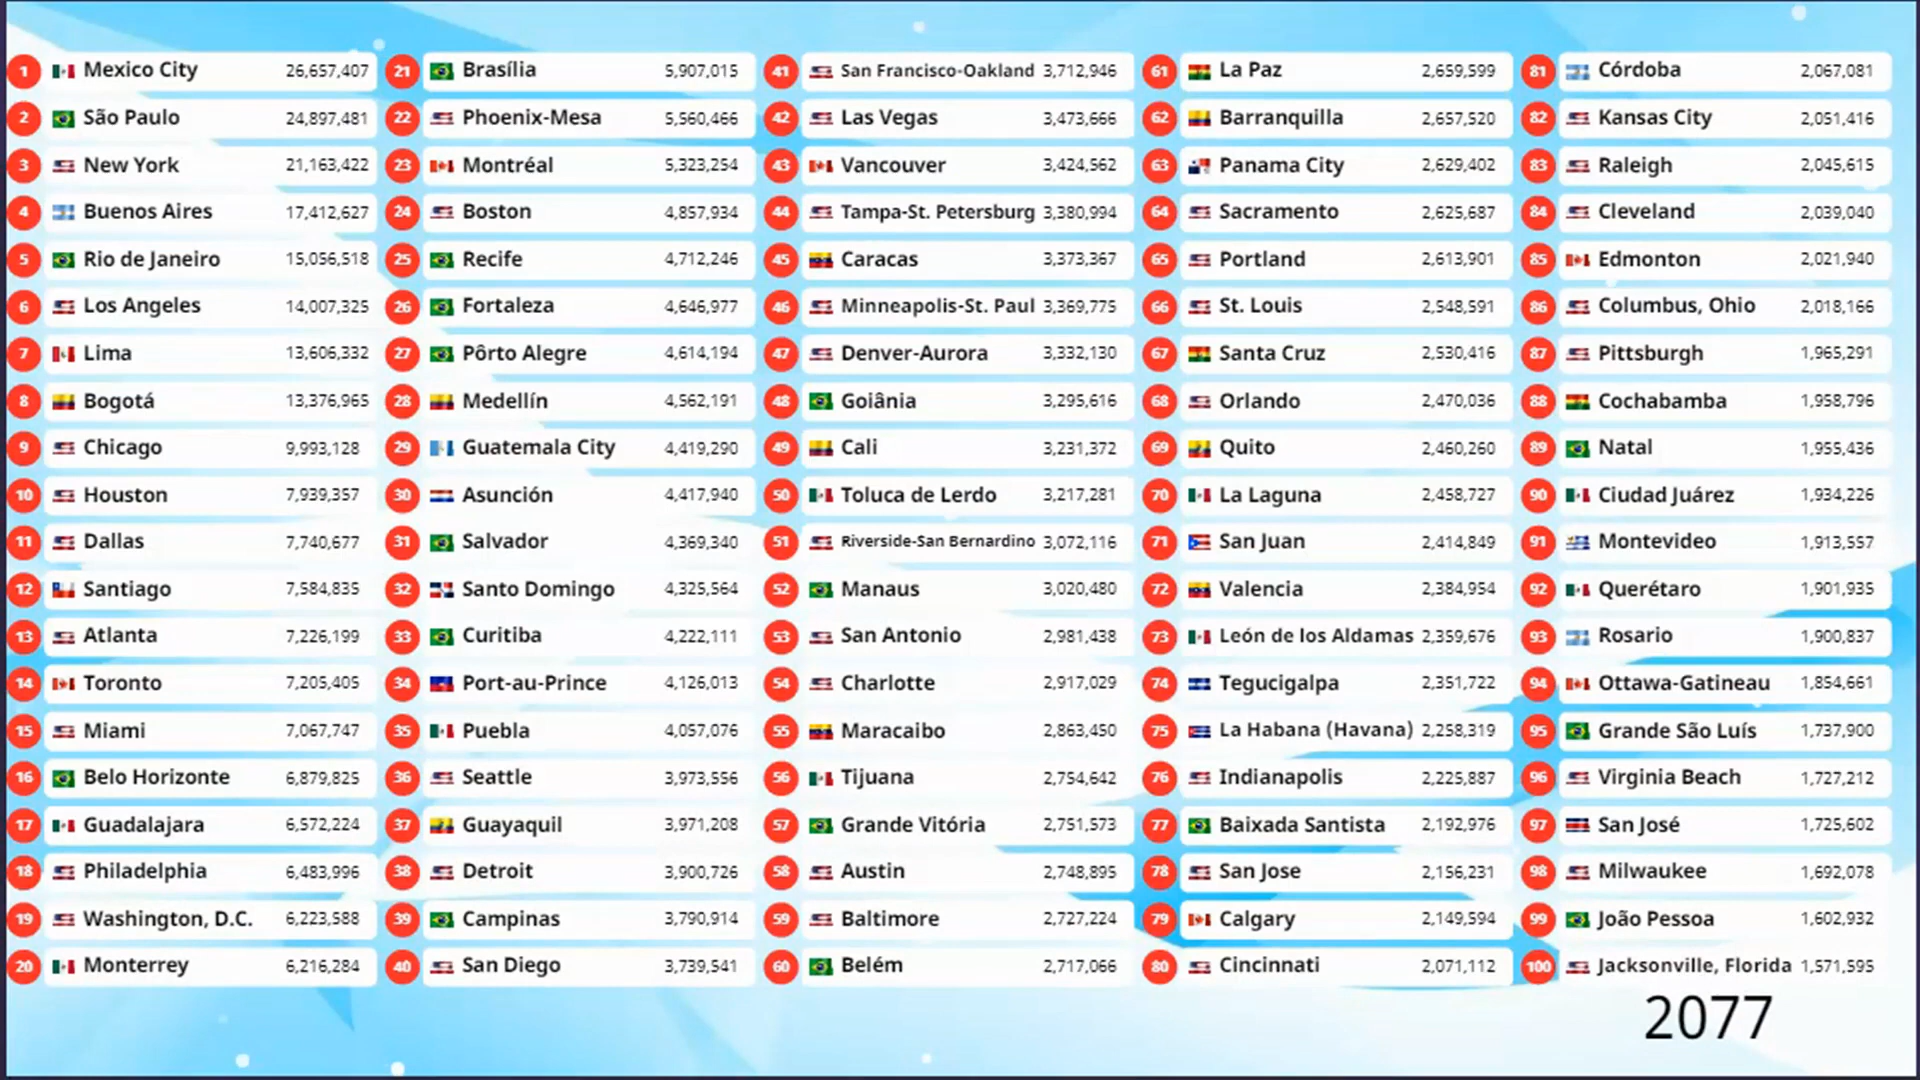 1 Mexico City 26,657,407
2 São Paulo 24,897,481
3 New York 21,163,422
4 Buenos Aires 17,412,627
5 Rio de Janeiro 15,056,518
6 Los Angeles 14,007,325
7 Lima 13,606,332
8 Bogotá 13,376,965
9 Chicago 9,993,128
10 Houston 7,939,357
11 Dallas 7,740,677
12 Santiago 7,584,835
13 Atlanta 7,226,199
14 Toronto 7,205,405
15 Miami 7,067,747
16 Belo Horizonte 6,879,825
17 Guadalajara 6,572,224
18 Philadelphia 6,483,996
19 Washington, D.C. 6,223,588
20 Monterrey 6,216,284
21 Brasília 5,907,015
22 Phoenix-Mesa 5,560,466
23 Montréal 5,323,254
24 Boston 4,857,934
25 Recife 4,712,246
26 Fortaleza 4,646,977
27 Pôrto Alegre 4,614,194
28 Medellín 4,562,191
29 Guatemala City 4,419,290
30 Asunción 4,417,940
31 Salvador 4,369,340
32 Santo Domingo 4,325,564
33 Curitiba 4,222,111
34 Port-au-Prince 4,126,013
35 Puebla 4,057,076
36 Seattle 3,973,556
37 Guayaquil 3,971,208
38 Detroit 3,900,726
39 Campinas 3,790,914
40 San Diego 3,739,541
41 San Francisco-Oakland 3,712,946
42 Las Vegas 3,473,666
43 Vancouver 3,424,562
44 Tampa-St. Petersburg 3,380,994
45 Caracas 3,373,367
46 Minneapolis-St. Paul 3,369,775
47 Denver-Aurora 3,332,130
48 Goiânia 3,295,616
49 Cali 3,231,372
50 Toluca de Lerdo 3,217,281
51 Riverside-San Bernardino 3,072,116
52 Manaus 3,020,480
53 San Antonio 2,981,438
54 Charlotte 2,917,029
55 Maracaibo 2,863,450
56 Tijuana 2,754,642
57 Grande Vitória 2,751,573
58 Austin 2,748,895
59 Baltimore 2,727,224
60 Belém 2,717,066
61 La Paz 2,659,599
62 Barranquilla 2,657,520
63 Panama City 2,629,402
64 Sacramento 2,625,687
65 Portland 2,613,901
66 St. Louis 2,548,591
67 Santa Cruz 2,530,416
68 Orlando 2,470,036
69 Quito 2,460,260
70 La Laguna 2,458,727
71 San Juan 2,414,849
72 Valencia 2,384,954
73 León de los Aldamas 2,359,676
74 Tegucigalpa 2,351,722
75 La Habana (Havana) 2,258,319
76 Indianapolis 2,225,887
77 Baixada Santista 2,192,976
78 San Jose 2,156,231
79 Calgary 2,149,594
80 Cincinnati 2,071,112
81 Córdoba 2,067,081
82 Kansas City 2,051,416
83 Raleigh 2,045,615
84 Cleveland 2,039,040
85 Edmonton 2,021,940
86 Columbus, Ohio 2,018,166
87 Pittsburgh 1,965,291
88 Cochabamba 1,958,796
89 Natal 1,955,436
90 Ciudad Juárez 1,934,226
91 Montevideo 1,913,557
92 Querétaro 1,901,935
93 Rosario 1,900,837
94 Ottawa-Gatineau 1,854,661
95 Grande São Luís 1,737,900
96 Virginia Beach 1,727,212
97 San José 1,725,602
98 Milwaukee 1,692,078
99 João Pessoa 1,602,932
100 Jacksonville, Florida 1,571,595
2077